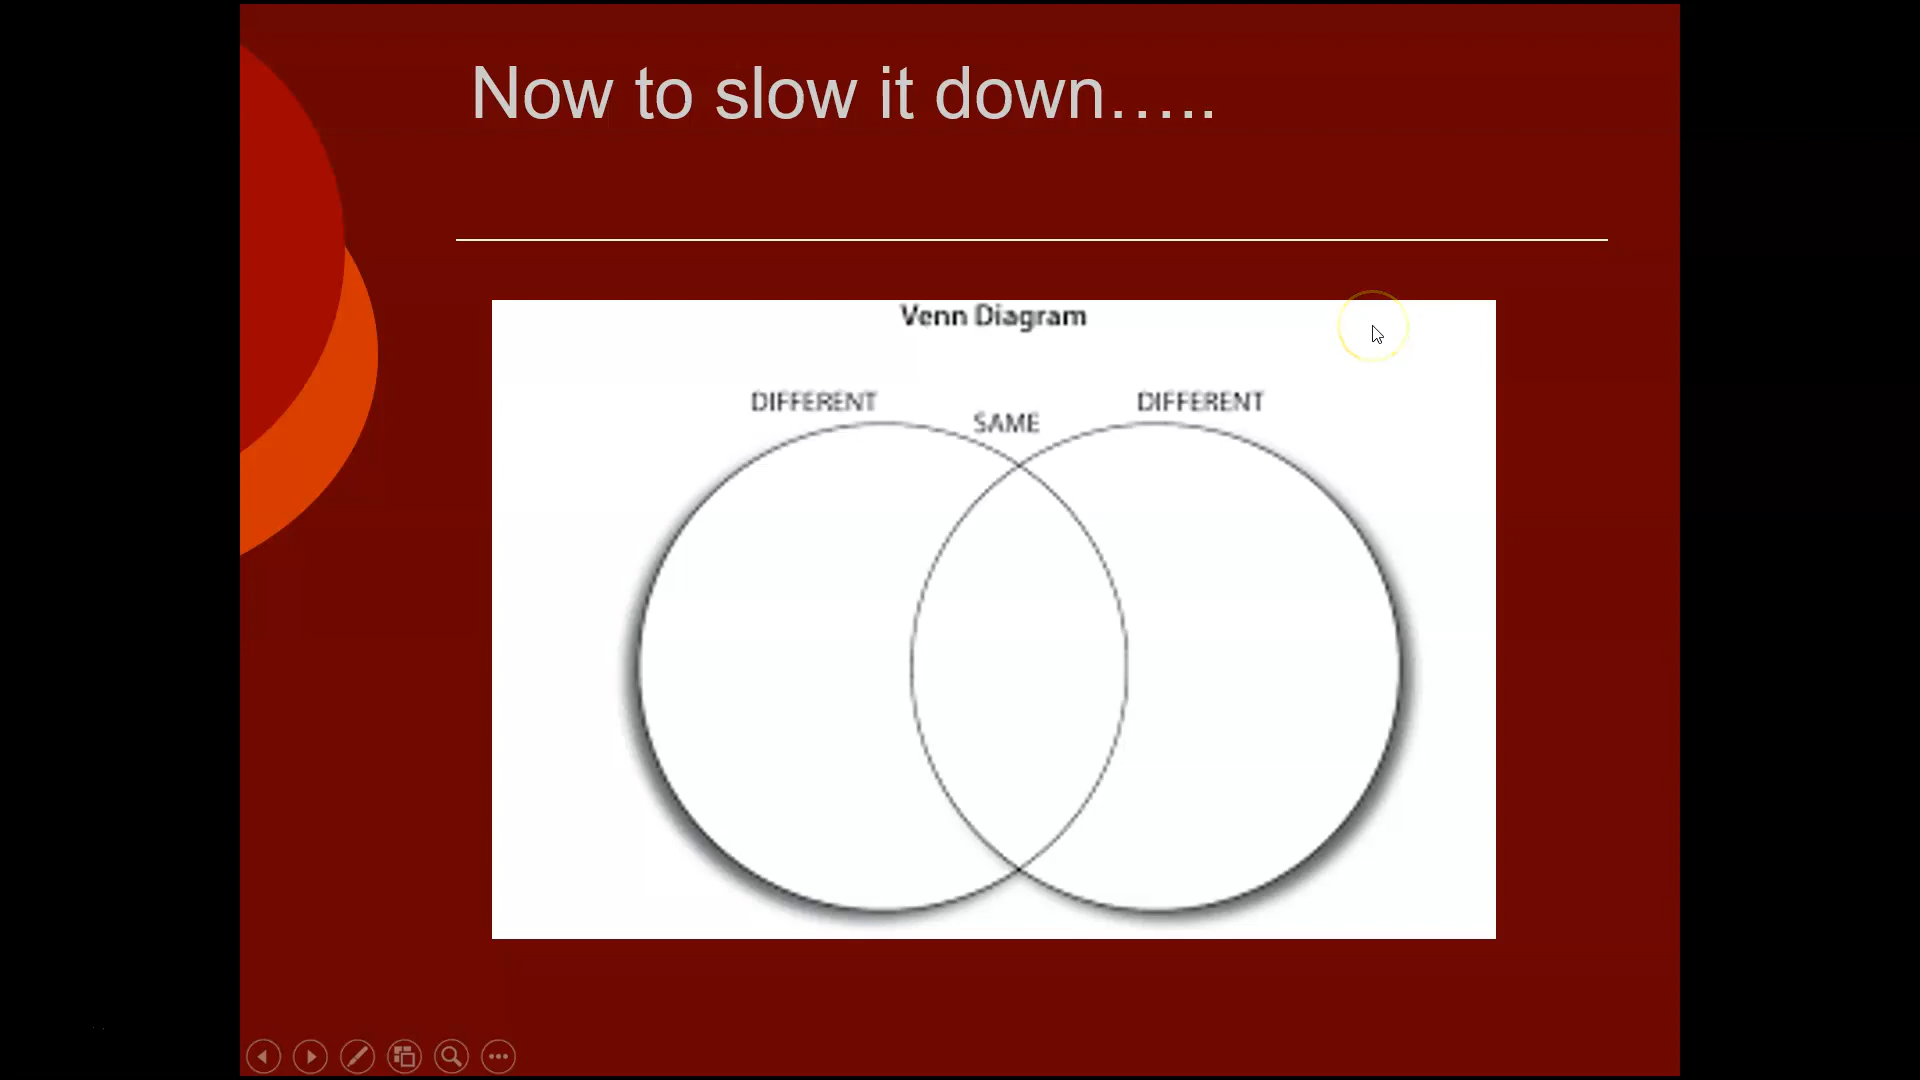 Now to slow it down…..
Venn Diagram
DIFFERENT
SAME
DIFFERENT